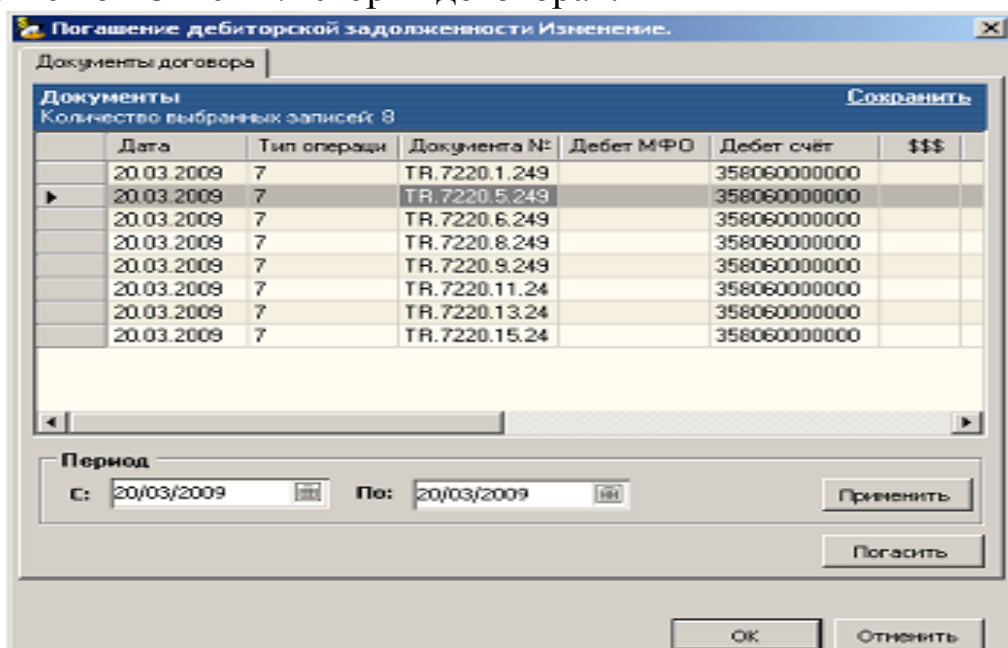 Погашение дебиторской задолженности Изменение.
Документы договора
Документы Сохранить
Количество выбранных записей: 8
Дата Тип операци Документа № Дебет МФО Дебет счёт $$$
20.03.2009 7 TR.7220.1.249 358060000000
20.03.2009 7 TR.7220.5.249 358060000000
20.03.2009 7 TR.7220.6.249 358060000000
20.03.2009 7 TR.7220.8.249 358060000000
20.03.2009 7 TR.7220.9.249 358060000000
20.03.2009 7 TR.7220.11.24 358060000000
20.03.2009 7 TR.7220.13.24 358060000000
20.03.2009 7 TR.7220.15.24 358060000000
Период
С: 20/03/2009 По: 20/03/2009 Применить
Погасить
ОК Отменить